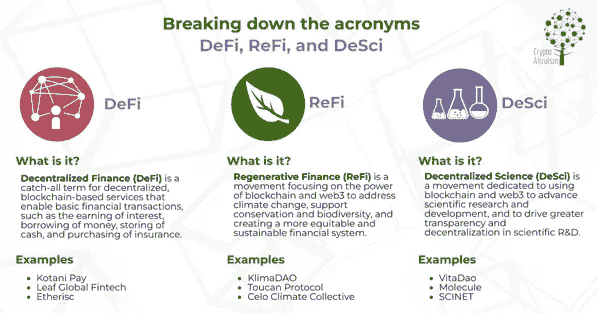 Breaking down the acronyms
DeFi, ReFi, and DeSci
Crypto
Altruism
DeFi
What is it?
Decentralized Finance (DeFi) is a
catch-all term for decentralized,
blockchain-based services that
enable basic financial transactions,
such as the earning of interest,
borrowing of money, storing of
cash, and purchasing of insurance.
Examples
• Kotani Pay
• Leaf Global Fintech
• Etherisc
ReFi
What is it?
Regenerative Finance (ReFi) is a
movement focusing on the power
of blockchain and web3 to address
climate change, support
conservation and biodiversity, and
creating a more equitable and
sustainable financial system.
Examples
• KlimaDAO
• Toucan Protocol
• Celo Climate Collective
DeSci
What is it?
Decentralized Science (DeSci) is
a movement dedicated to using
blockchain and web3 to advance
scientific research and
development, and to drive greater
transparency and
decentralization in scientific R&D.
Examples
• VitaDao
• Molecule
• SCINET